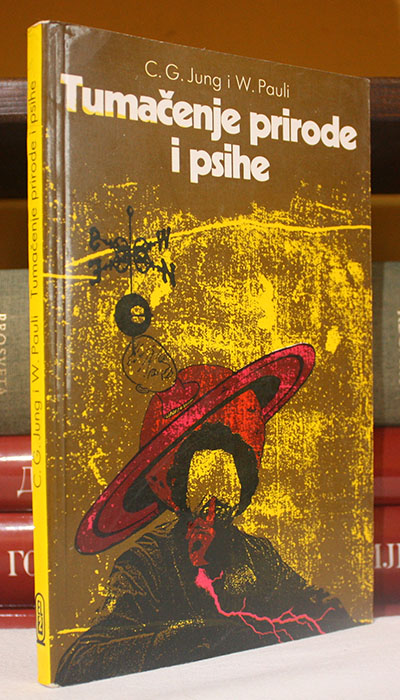 C. G. Jung i W. Pauli
Tumačenje prirode
i psihe
C. G. Jung i W. Pauli Tumačenje prirode i psihe
PROSVETA